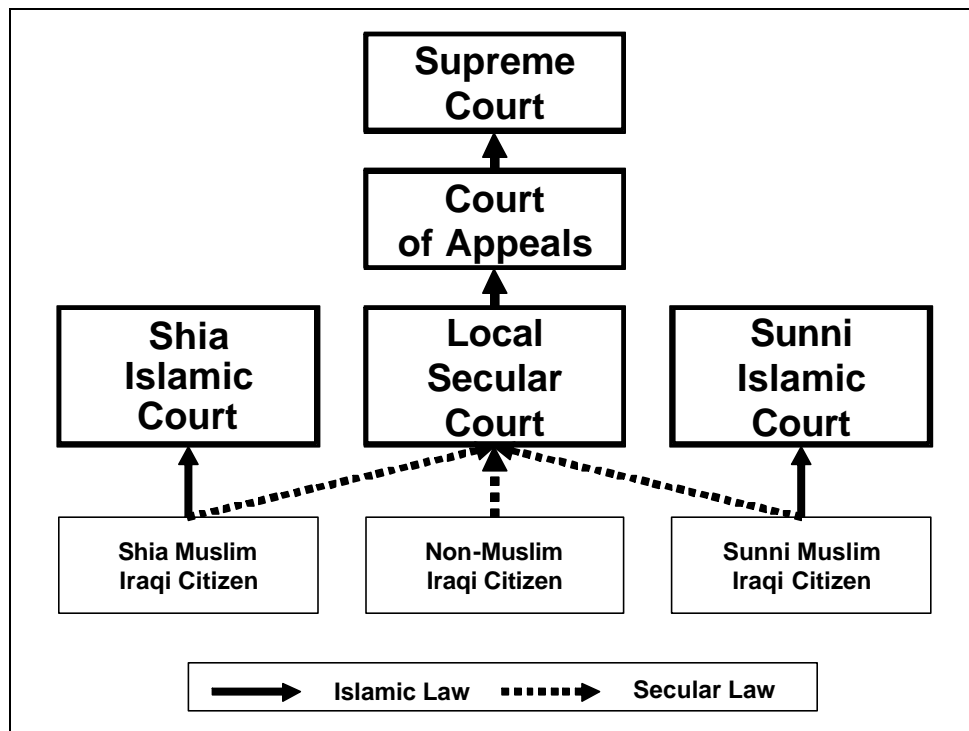 Supreme
Court
Court
of Appeals
Shia
Islamic
Court
Local
Secular
Court
Sunni
Islamic
Court
Shia Muslim
Iraqi Citizen
Non-Muslim
Iraqi Citizen
Sunni Muslim
Iraqi Citizen
Islamic Law
Secular Law